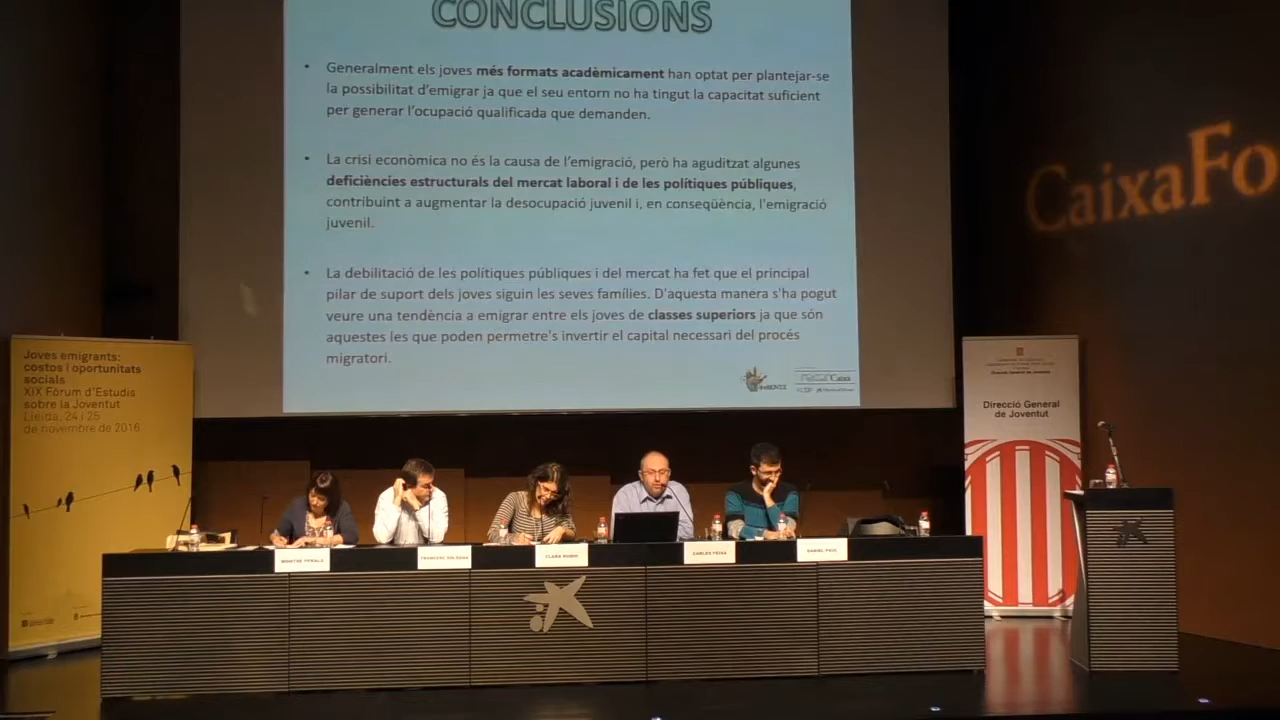 CONCLUSIONS
• Generalment els joves més formats acadèmicament han optat per plantejar-se
la possibilitat d'emigrar ja que el seu entorn no ha tingut la capacitat suficient
per generar l'ocupació qualificada que demanden.
• La crisi econòmica no és la causa de l'emigració, però ha aguditzat algunes
deficiències estructurals del mercat laboral i de les polítiques públiques,
contribuint a augmentar la desocupació juvenil i, en conseqüència, l'emigració
juvenil.
• La debilitació de les polítiques públiques i del mercat ha fet que el principal
pilar de suport dels joves siguin les seves famílies. D'aquesta manera s'ha pogut
veure una tendència a emigrar entre els joves de classes superiors ja que són
aquestes les que poden permetre's invertir el capital necessari del procés
migratori.
CaixaFo
Joves emigrants:
costos i oportunitats
socials
XIX Fòrum d'Estudis
sobre la Joventut
Lleida, 24 i 25
de novembre de 2016
Direcció General de Joventut
Direcció General
de Joventut
CLARA RUBIO
CARLES FEIXA